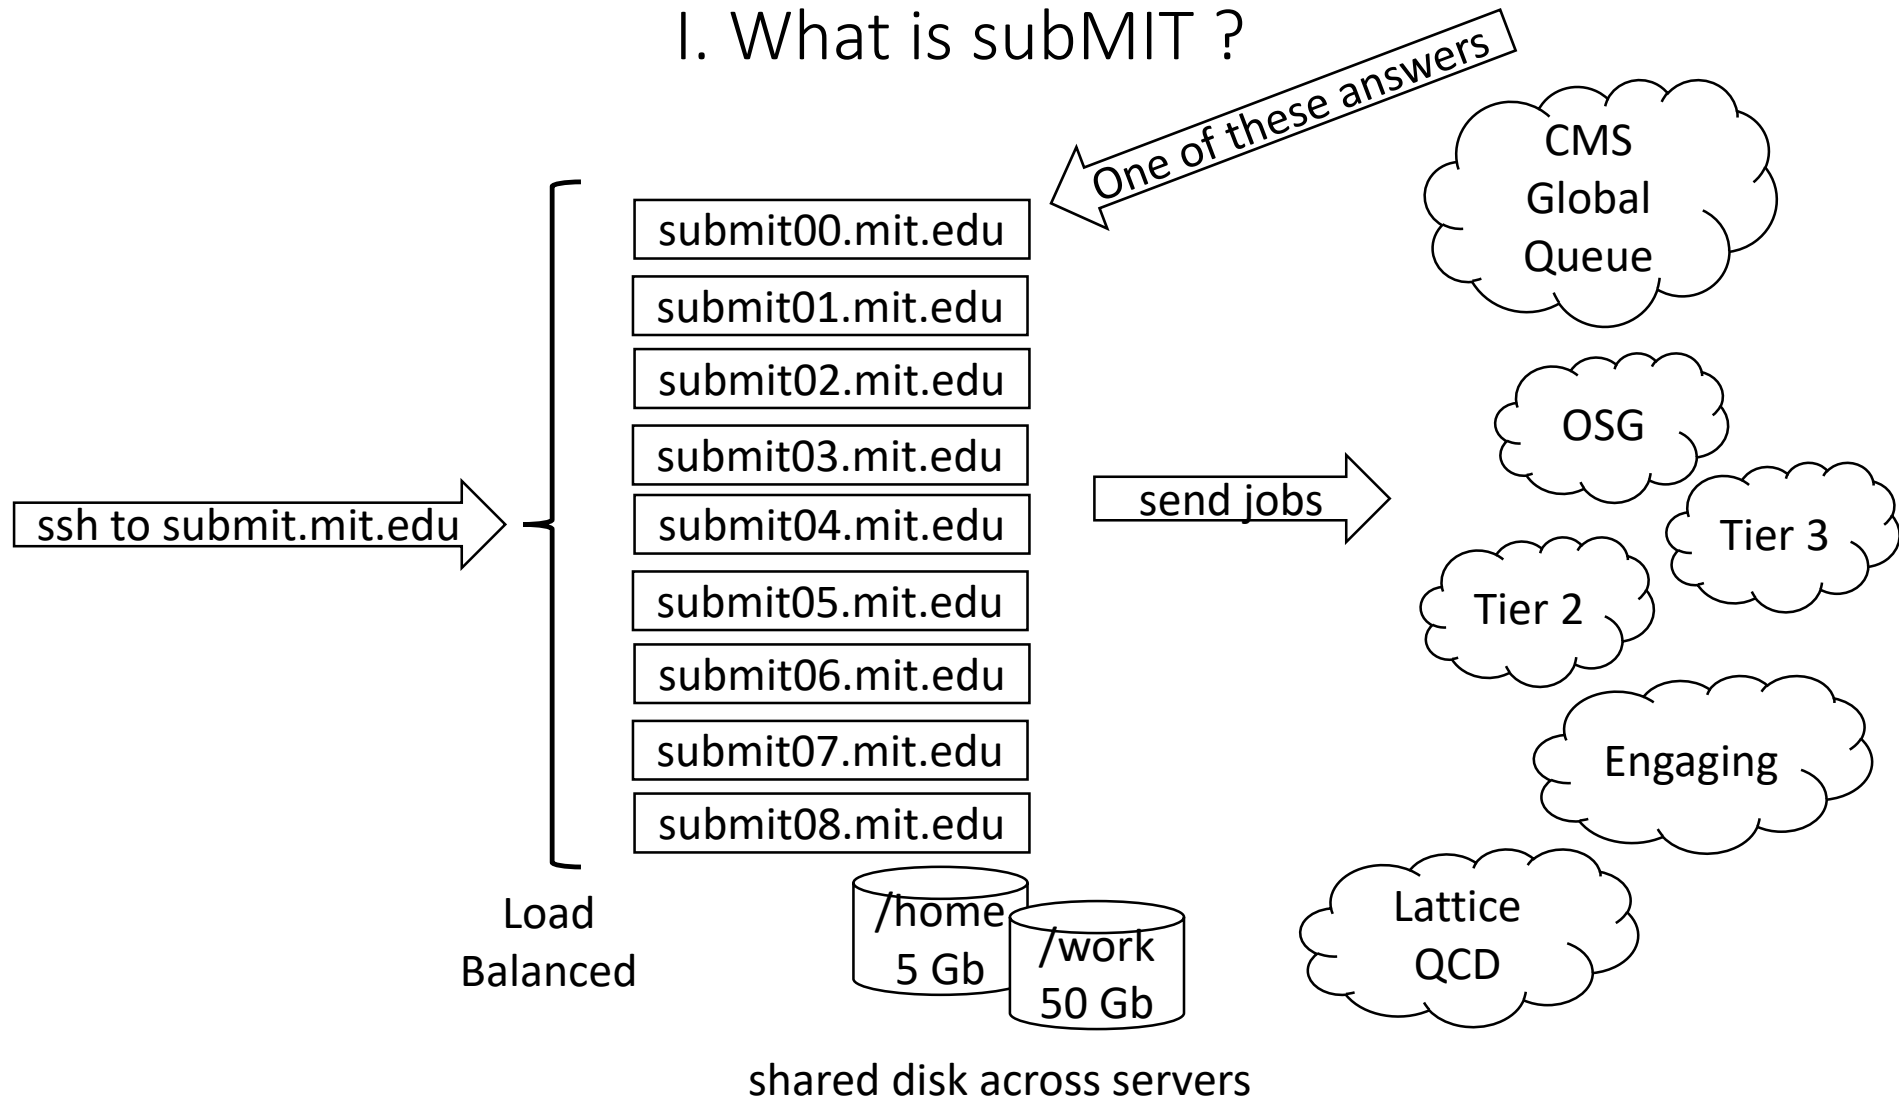 I. What is subMIT ?
One of these answers
ssh to submit.mit.edu
submit00.mit.edu
submit01.mit.edu
submit02.mit.edu
submit03.mit.edu
submit04.mit.edu
submit05.mit.edu
submit06.mit.edu
submit07.mit.edu
submit08.mit.edu
Load
Balanced
/home
5 Gb
/work
50 Gb
shared disk across servers
send jobs
CMS
Global
Queue
OSG
Tier 3
Tier 2
Engaging
Lattice
QCD